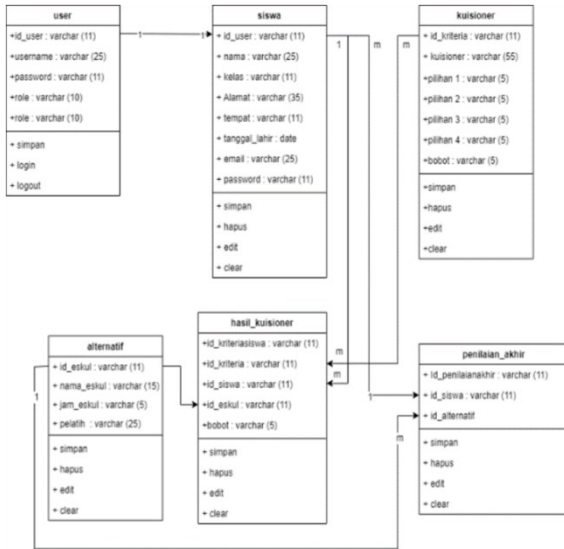 user
+id_user : varchar (11)
+username : varchar (25)
+password : varchar (11)
+role : varchar (10)
+role : varchar (10)
+ simpan
+ login
+ logout
1
1
siswa
+ id_user : varchar (11)
+ nama : varchar (25)
+ kelas : varchar (11)
+ Alamat : varchar (35)
+ tempat : varchar (11)
+ tanggal_lahir : date
+ email : varchar (25)
+ password : varchar (11)
+ simpan
+ hapus
+ edit
+ clear
1
m
m
kuisioner
+ id_kriteria : varchar (11)
+ kuisioner : varchar (55)
+pilihan 1 : varchar (5)
+pilihan 2 : varchar (5)
+pilihan 3 : varchar (5)
+pilihan 4 : varchar (5)
+bobot : varchar (5)
+simpan
+hapus
+edit
+clear
alternatif
+ id_eskul : varchar (11)
+ nama_eskul : varchar (15)
+ jam_eskul : varchar (5)
+ pelatih : varchar (25)
+ simpan
+ hapus
+ edit
+ clear
1
hasil_kuisioner
+id_kriteriasiswa : varchar (11)
+id_kriteria : varchar (11)
+id_siswa : varchar (11)
+id_eskul : varchar (11)
+bobot : varchar (5)
+ simpan
+ hapus
+ edit
+ clear
m
m
1
m
penilaian_akhir
+ Id_penilaianakhir : varchar (11)
+ id_siswa : varchar (11)
+ id_alternatif
+ simpan
+ hapus
+ edit
+ clear